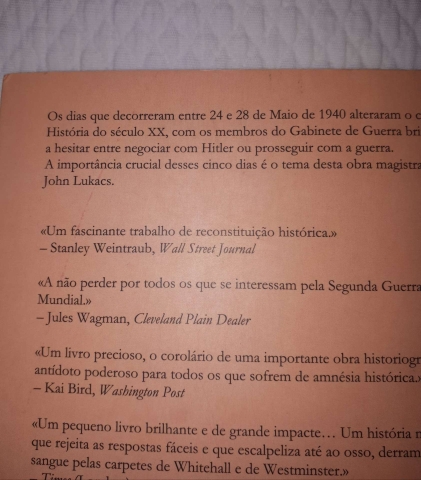 Os dias que decorreram entre 24 e 28 de Maio de 1940 alteraram o
História do século XX, com os membros do Gabinete de Guerra
a hesitar entre negociar com Hitler ou prosseguir com a guerra.
A importância crucial desses cinco dias é o tema desta obra
John Lukacs.
«Um fascinante trabalho de reconstituição histórica.»
– Stanley Weintraub, Wall Street Journal
«A não perder por todos os que se interessam pela Segunda Guerra
Mundial.»
– Jules Wagman, Cleveland Plain Dealer
«Um livro precioso, o corolário de uma importante obra
antídoto poderoso para todos os que sofrem de amnésia histórica.»
– Kai Bird, Washington Post
«Um pequeno livro brilhante e de grande impacte… Um história
que rejeita as respostas fáceis e que escalpeliza até ao osso,
sangue pelas carpetes de Whitehall e de Westminster.»
– Times